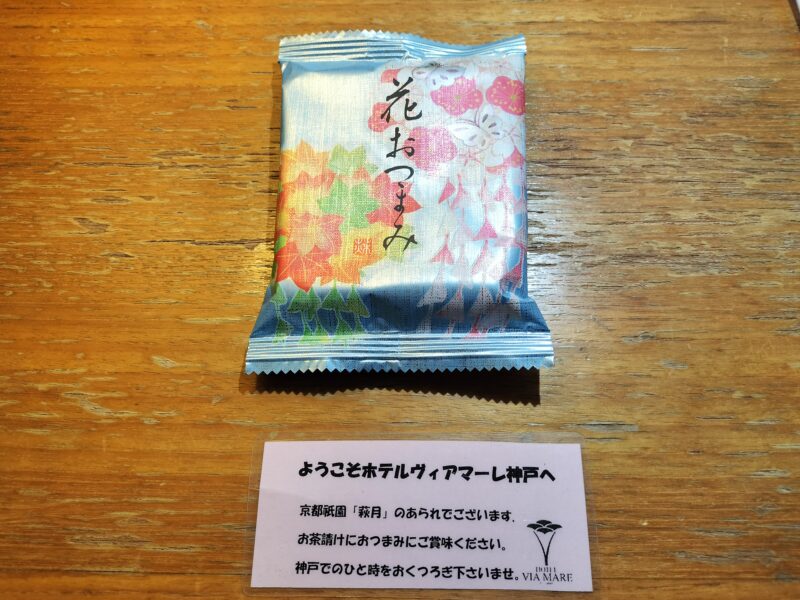 花おつまみ
ようこそホテルヴィアマーレ神戸へ
京都祇園「萩月」のあられでございます.
お茶請けにおつまみにご賞味ください。
神戸でのひと時をおくつろぎ下さいませ。
HOTEL
VIA MARE